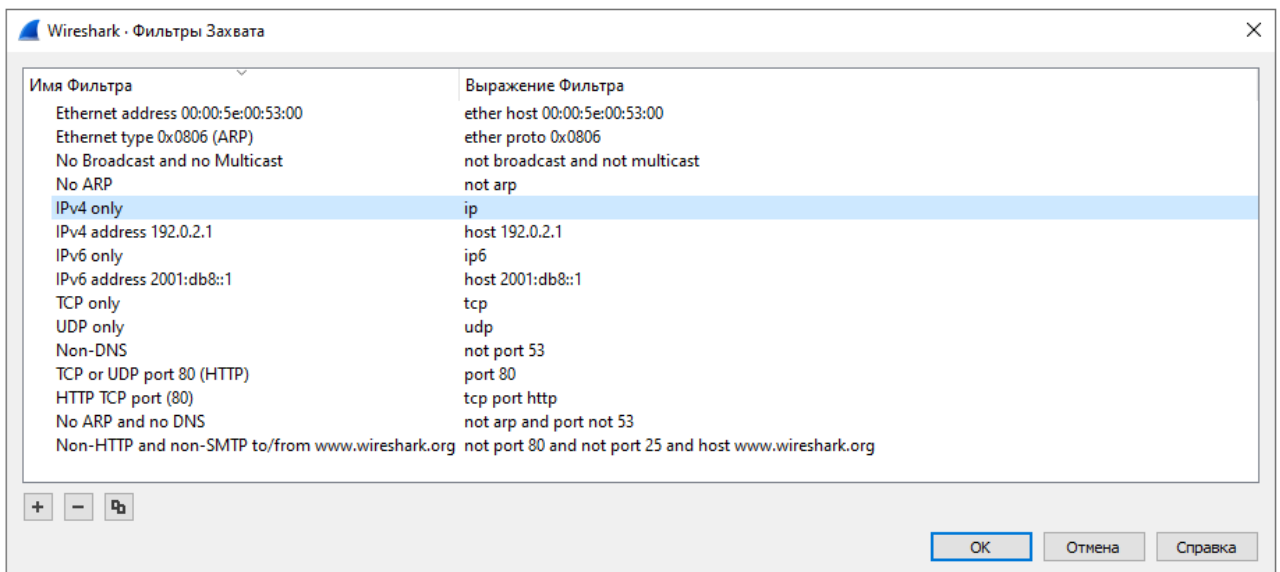 Wireshark · Фильтры Захвата
Имя Фильтра Выражение Фильтра
Ethernet address 00:00:5e:00:53:00 ether host 00:00:5e:00:53:00
Ethernet type 0x0806 (ARP) ether proto 0x0806
No Broadcast and no Multicast not broadcast and not multicast
No ARP not arp
IPv4 only ip
IPv4 address 192.0.2.1 host 192.0.2.1
IPv6 only ip6
IPv6 address 2001:db8::1 host 2001:db8::1
TCP only tcp
UDP only udp
Non-DNS not port 53
TCP or UDP port 80 (HTTP) port 80
HTTP TCP port (80) tcp port http
No ARP and no DNS not arp and port not 53
Non-HTTP and non-SMTP to/from www.wireshark.org not port 80 and not port 25 and host www.wireshark.org
OK Отмена Справка